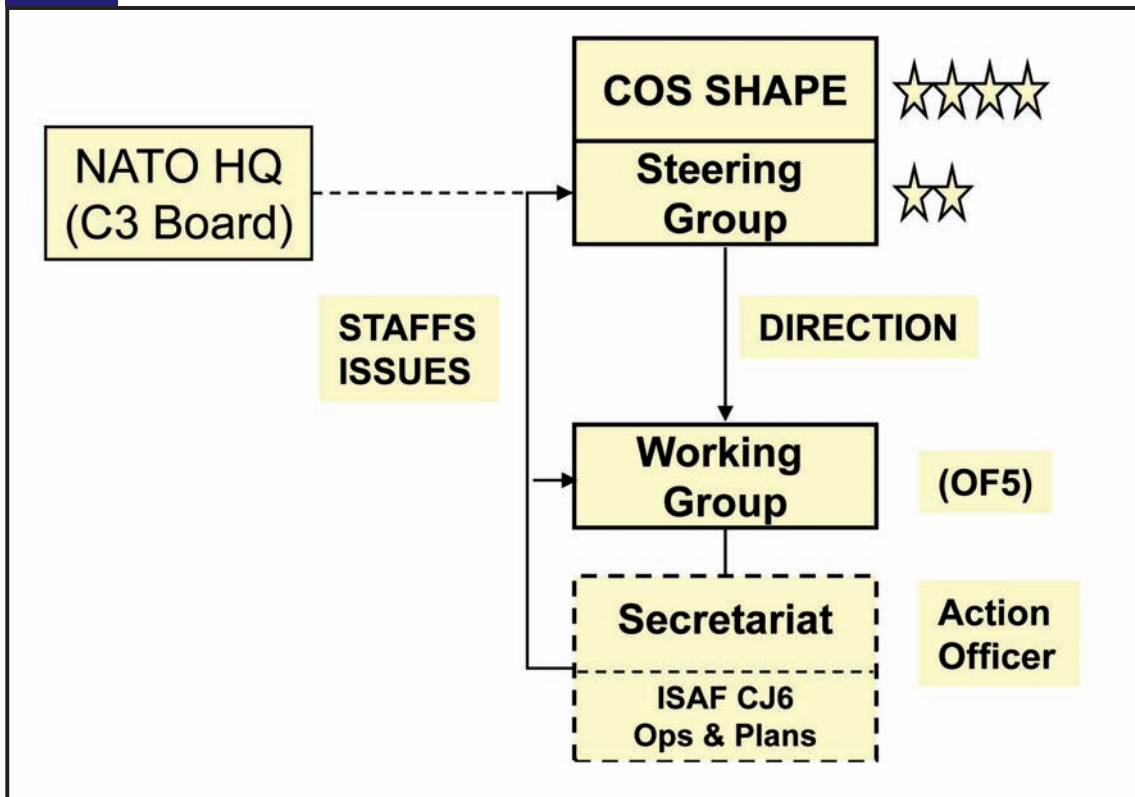 COS SHAPE
NATO HQ
(C3 Board)
Steering
Group
STAFFS
ISSUES
DIRECTION
Working
Group
(OF5)
Secretariat
Action
Officer
ISAF CJ6
Ops & Plans